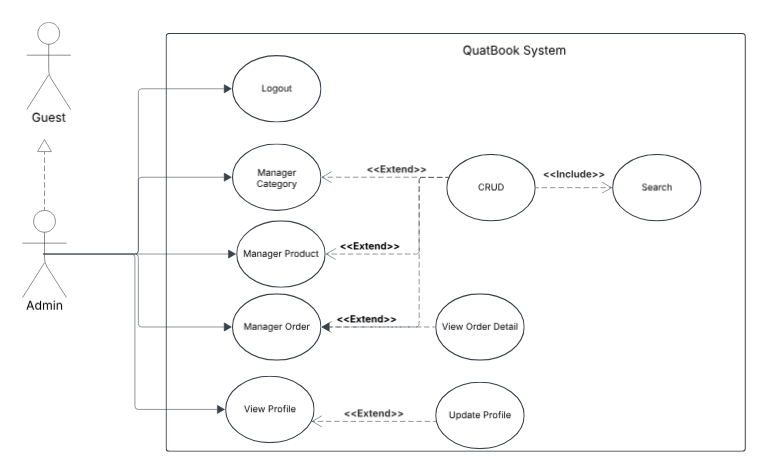 QuatBook System
Guest
Admin
Logout
Manager
Category
<<Extend>>
CRUD
<<Include>>
Search
Manager Product
<<Extend>>
Manager Order
<<Extend>>
View Order Detail
View Profile
<<Extend>>
Update Profile